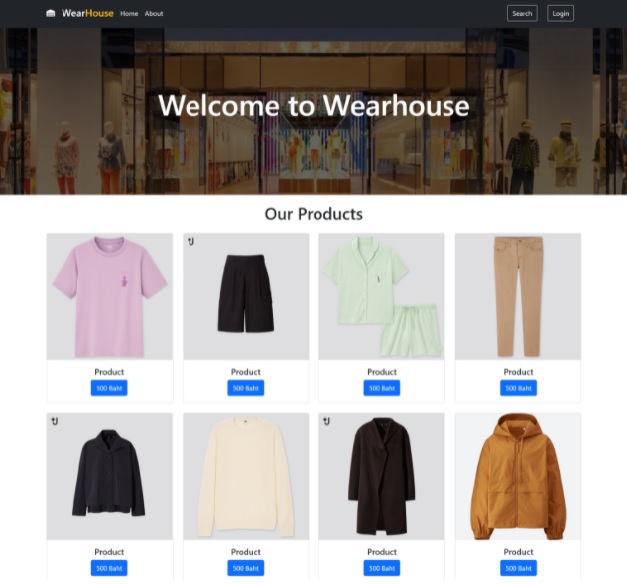 WearHouse Home About Search Login
Welcome to Wearhouse
Our Products
Product Product Product Product
500 Baht 500 Baht 500 Baht 500 Baht
Product Product Product Product
500 Baht 500 Baht 500 Baht 500 Baht